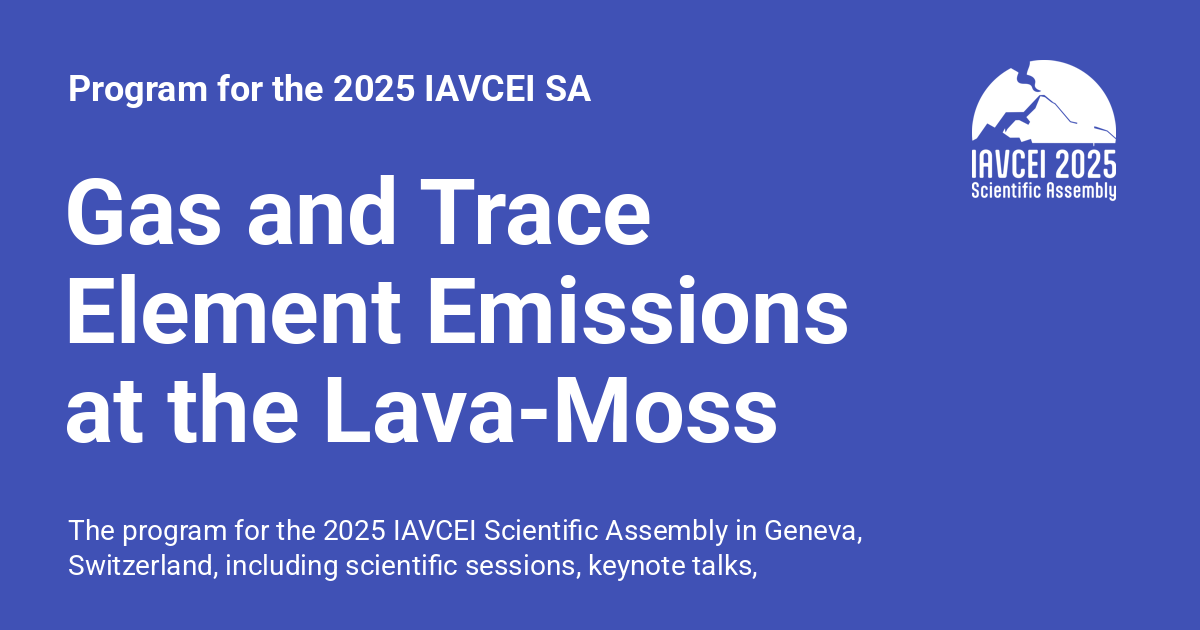 Program for the 2025 IAVCEI SA
IAVCEI 2025
Scientific Assembly
Gas and Trace
Element Emissions
at the Lava-Moss
The program for the 2025 IAVCEI Scientific Assembly in Geneva,
Switzerland, including scientific sessions, keynote talks,